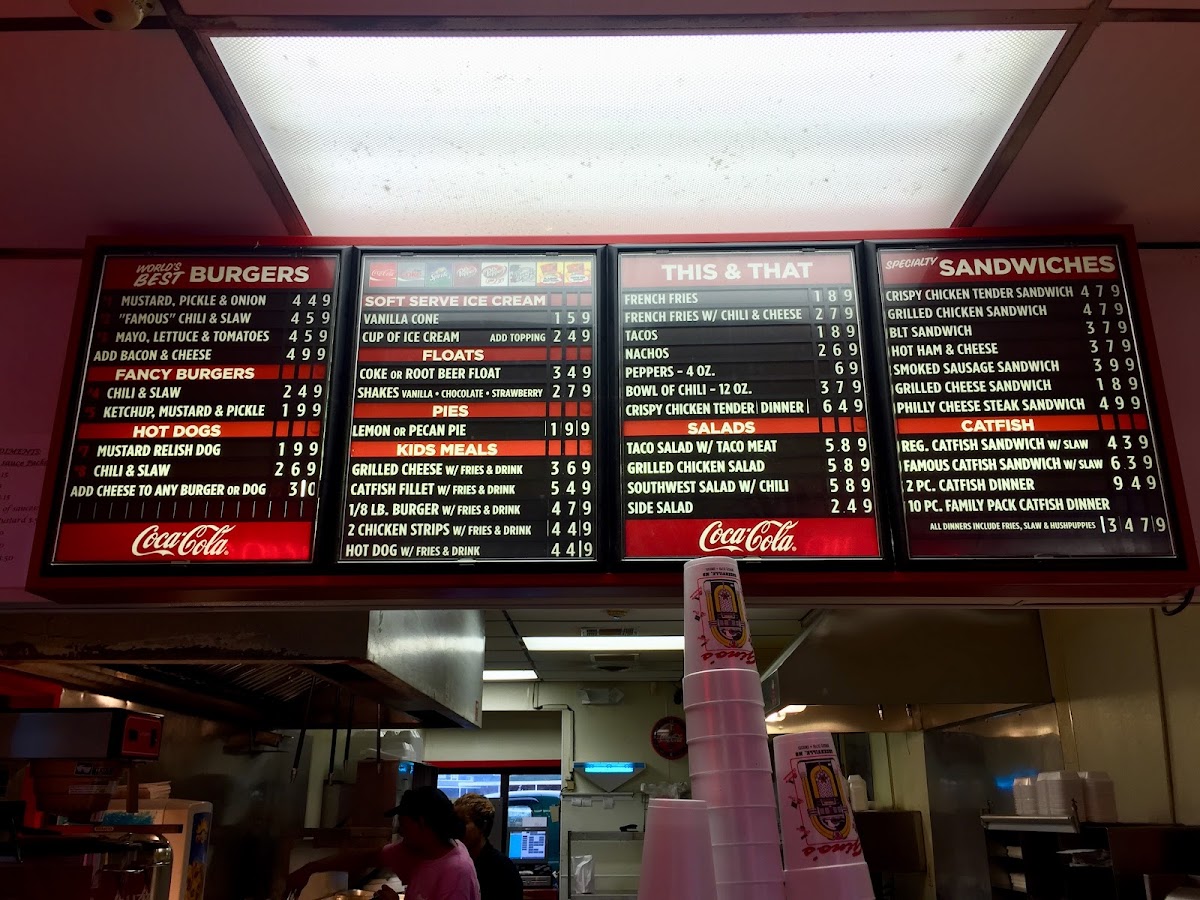 WORLD'S BEST BURGERS
#1 MUSTARD, PICKLE & ONION 4 4 9
#2 "FAMOUS" CHILI & SLAW 4 5 9
#3 MAYO, LETTUCE & TOMATOES 4 5 9
ADD BACON & CHEESE 4 9 9
FANCY BURGERS
#4 CHILI & SLAW 2 4 9
#5 KETCHUP, MUSTARD & PICKLE 1 9 9
HOT DOGS
MUSTARD RELISH DOG 1 9 9
CHILI & SLAW 2 6 9
ADD CHEESE TO ANY BURGER OR DOG 3 0
Coca-Cola
SOFT SERVE ICE CREAM
VANILLA CONE 1 5 9
CUP OF ICE CREAM ADD TOPPING 2 4 9
FLOATS
COKE OR ROOT BEER FLOAT 3 4 9
SHAKES VANILLA • CHOCOLATE • STRAWBERRY 2 7 9
PIES
LEMON OR PECAN PIE 1 9 9
KIDS MEALS
GRILLED CHEESE W/ FRIES & DRINK 3 6 9
CATFISH FILLET W/ FRIES & DRINK 5 4 9
1/8 LB. BURGER W/ FRIES & DRINK 4 7 9
2 CHICKEN STRIPS W/ FRIES & DRINK 4 4 9
HOT DOG W/ FRIES & DRINK 4 4 9
THIS & THAT
FRENCH FRIES 1 8 9
FRENCH FRIES W/ CHILI & CHEESE 2 7 9
TACOS 1 8 9
NACHOS 2 6 9
PEPPERS - 4 OZ. 6 9
BOWL OF CHILI - 12 OZ. 3 7 9
CRISPY CHICKEN TENDER DINNER 6 4 9
SALADS
TACO SALAD W/ TACO MEAT 5.8 9
GRILLED CHICKEN SALAD 5 8 9
SOUTHWEST SALAD W/ CHILI 5 8 9
SIDE SALAD 2.4 9
Coca-Cola
SPECIALTY SANDWICHES
CRISPY CHICKEN TENDER SANDWICH 4 7 9
GRILLED CHICKEN SANDWICH 4 7 9
BLT SANDWICH 3 7 9
HOT HAM & CHEESE 3 7 9
SMOKED SAUSAGE SANDWICH 3 9 9
GRILLED CHEESE SANDWICH 1 8 9
PHILLY CHEESE STEAK SANDWICH 4 9 9
CATFISH
REG. CATFISH SANDWICH W/ SLAW 4 3 9
FAMOUS CATFISH SANDWICH W/ SLAW 6 3 9
2 PC. CATFISH DINNER 9 4 9
10 PC. FAMILY PACK CATFISH DINNER
ALL DINNERS INCLUDE FRIES, SLAW & HUSHPUPPIES 3 4 7 9
Gino's
Gino's